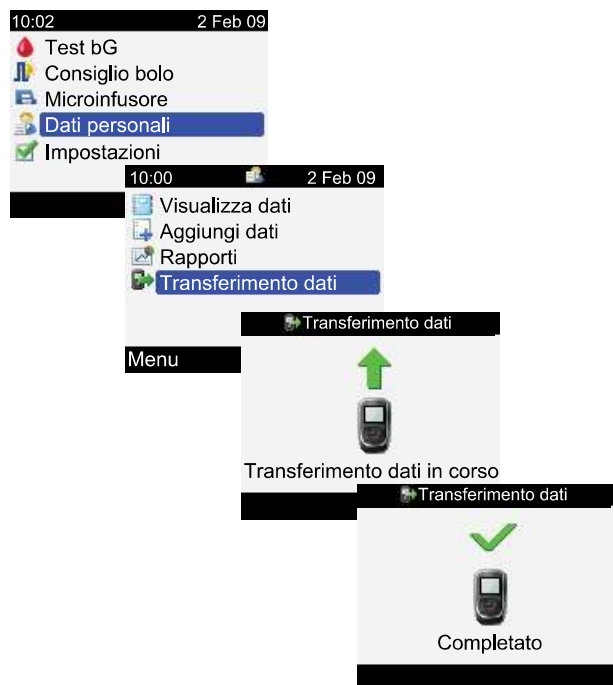 10:02 2 Feb 09
Test bG
Consiglio bolo
Microinfusore
Dati personali
Impostazioni
10:00 2 Feb 09
Visualizza dati
Aggiungi dati
Rapporti
Transferimento dati
Menu
Transferimento dati
Transferimento dati in corso
Transferimento dati
Completato